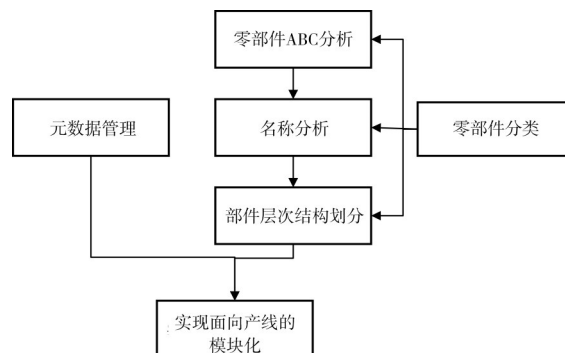 零部件ABC分析
元数据管理
名称分析
零部件分类
部件层次结构划分
实现面向产线的
模块化